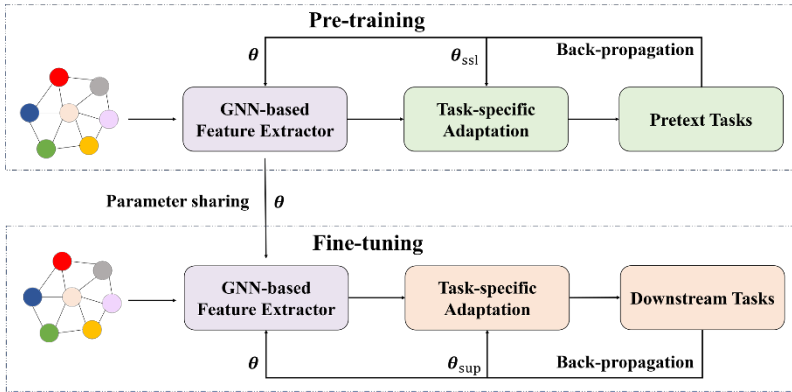 Pre-training
θ
θssl
Back-propagation
GNN-based
Feature Extractor
Task-specific
Adaptation
Pretext Tasks
Parameter sharing
θ
Fine-tuning
GNN-based
Feature Extractor
Task-specific
Adaptation
Downstream Tasks
θ
θsup
Back-propagation